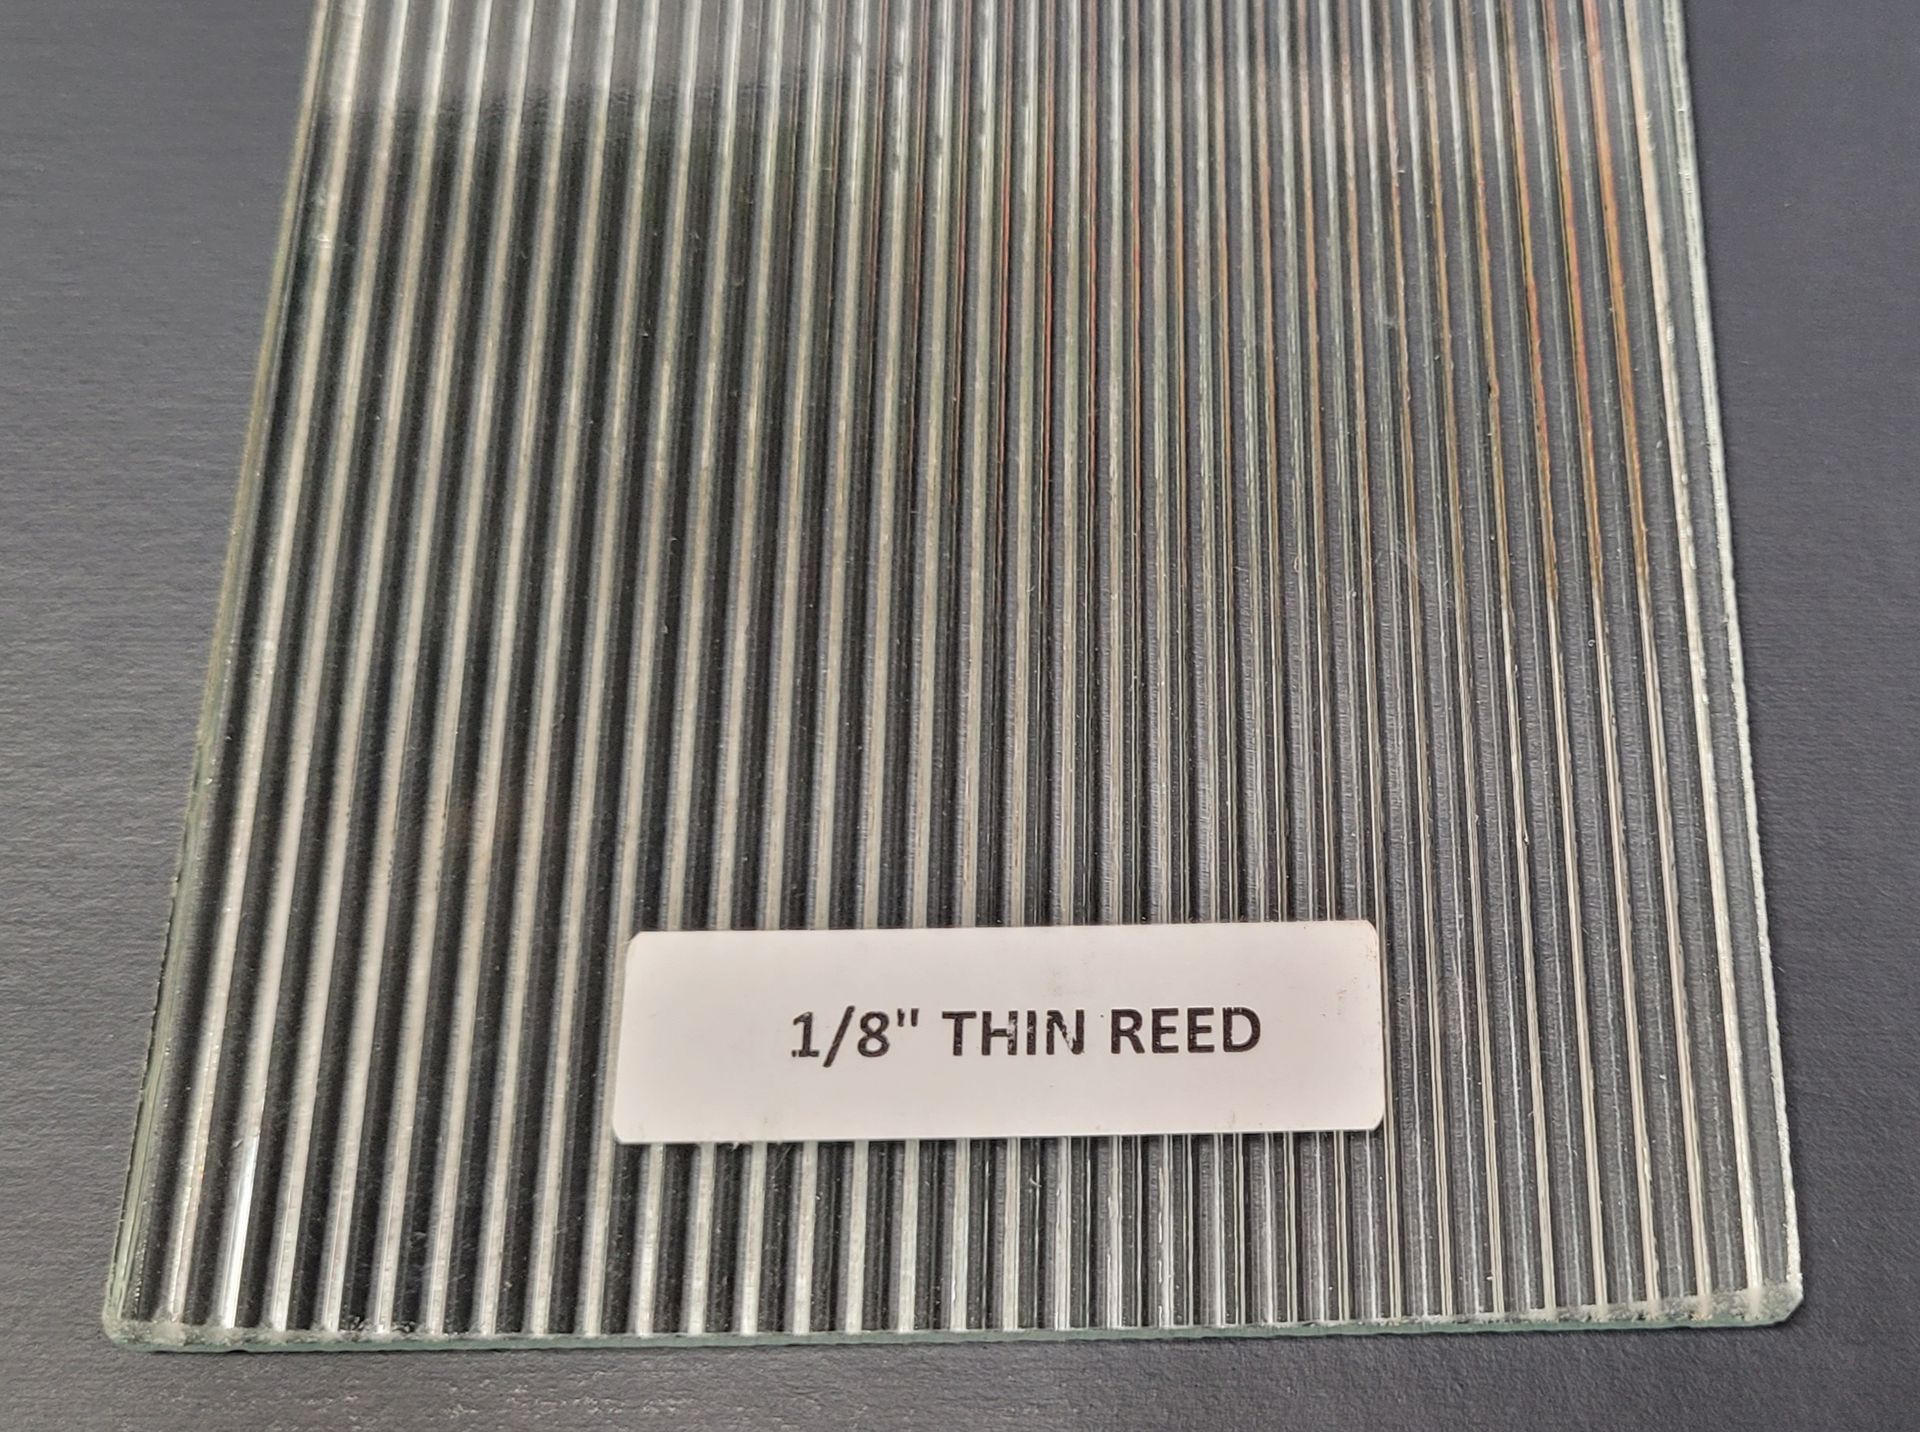 1/8" THIN REED